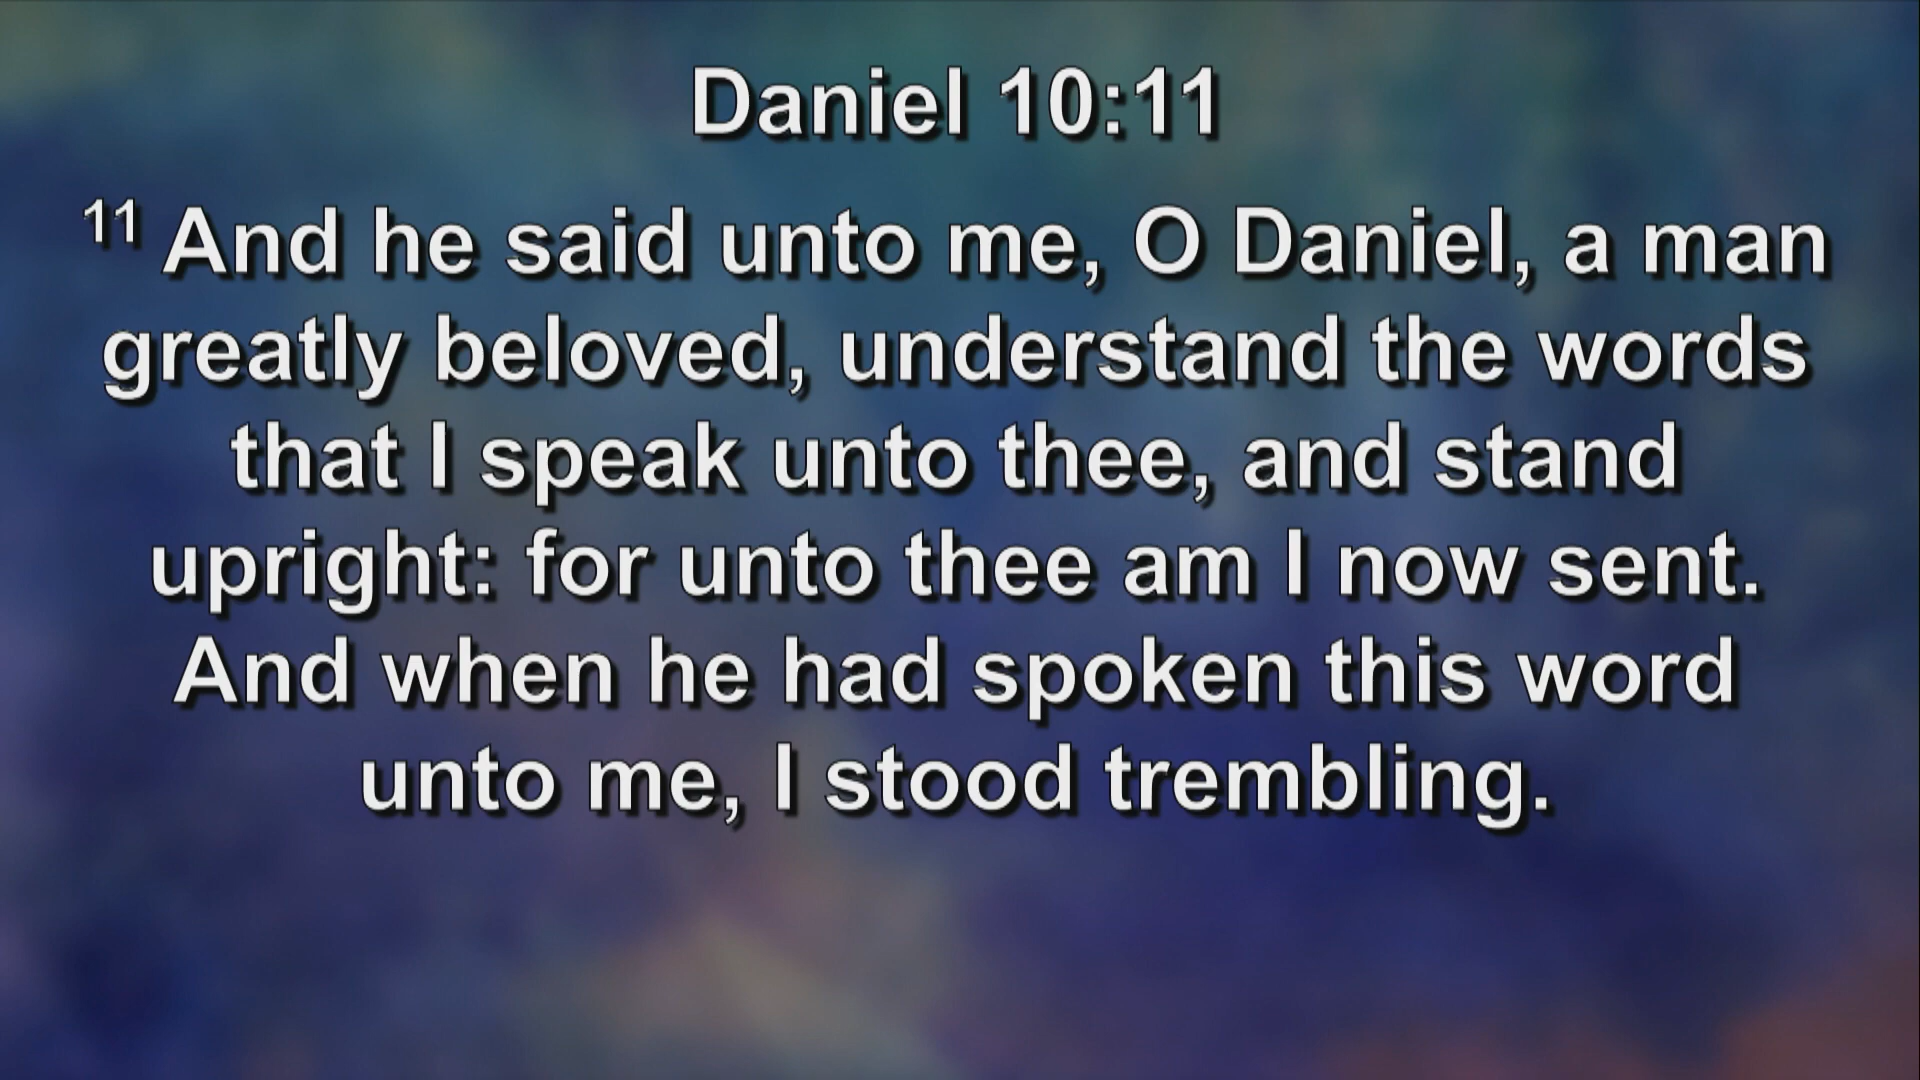 Daniel 10:11
11 And he said unto me, O Daniel, a man
greatly beloved, understand the words
that I speak unto thee, and stand
upright: for unto thee am I now sent.
And when he had spoken this word
unto me, I stood trembling.